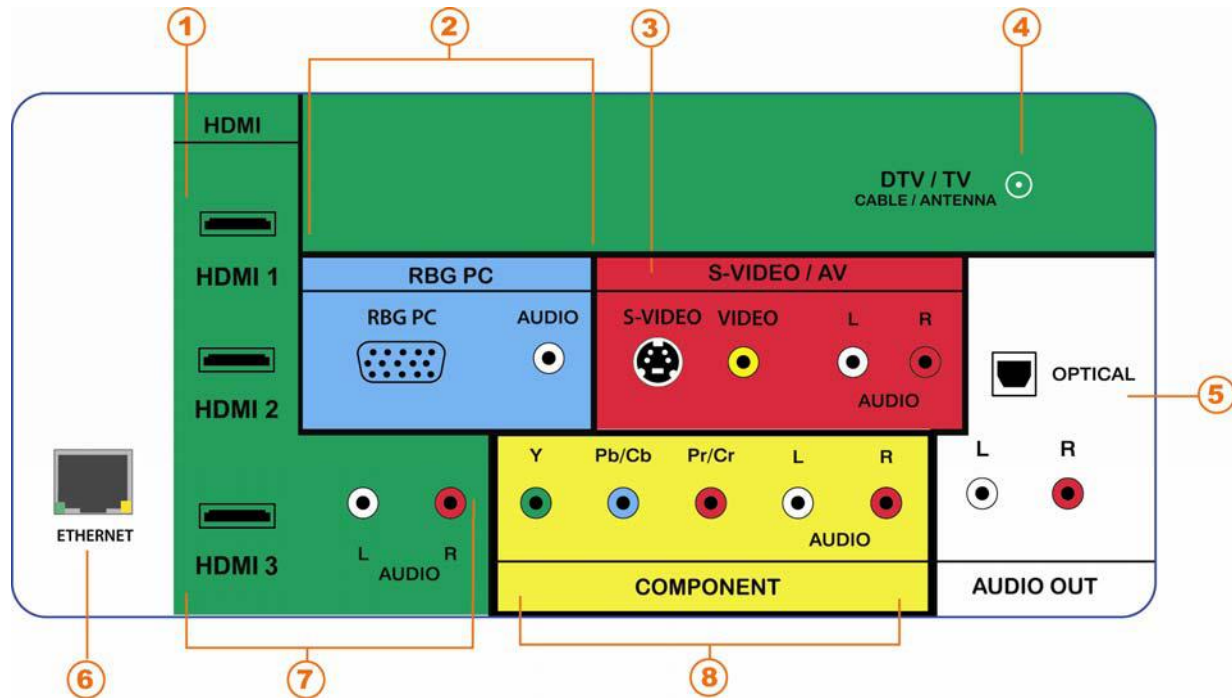 1
2
3
4
HDMI
DTV / TV
CABLE / ANTENNA
HDMI 1
RBG PC
S-VIDEO / AV
RBG PC
AUDIO
S-VIDEO
VIDEO
L
R
AUDIO
OPTICAL
5
HDMI 2
Y
Pb/Cb
Pr/Cr
L
R
AUDIO
L
R
ETHERNET
HDMI 3
L
R
AUDIO
COMPONENT
AUDIO OUT
6
7
8